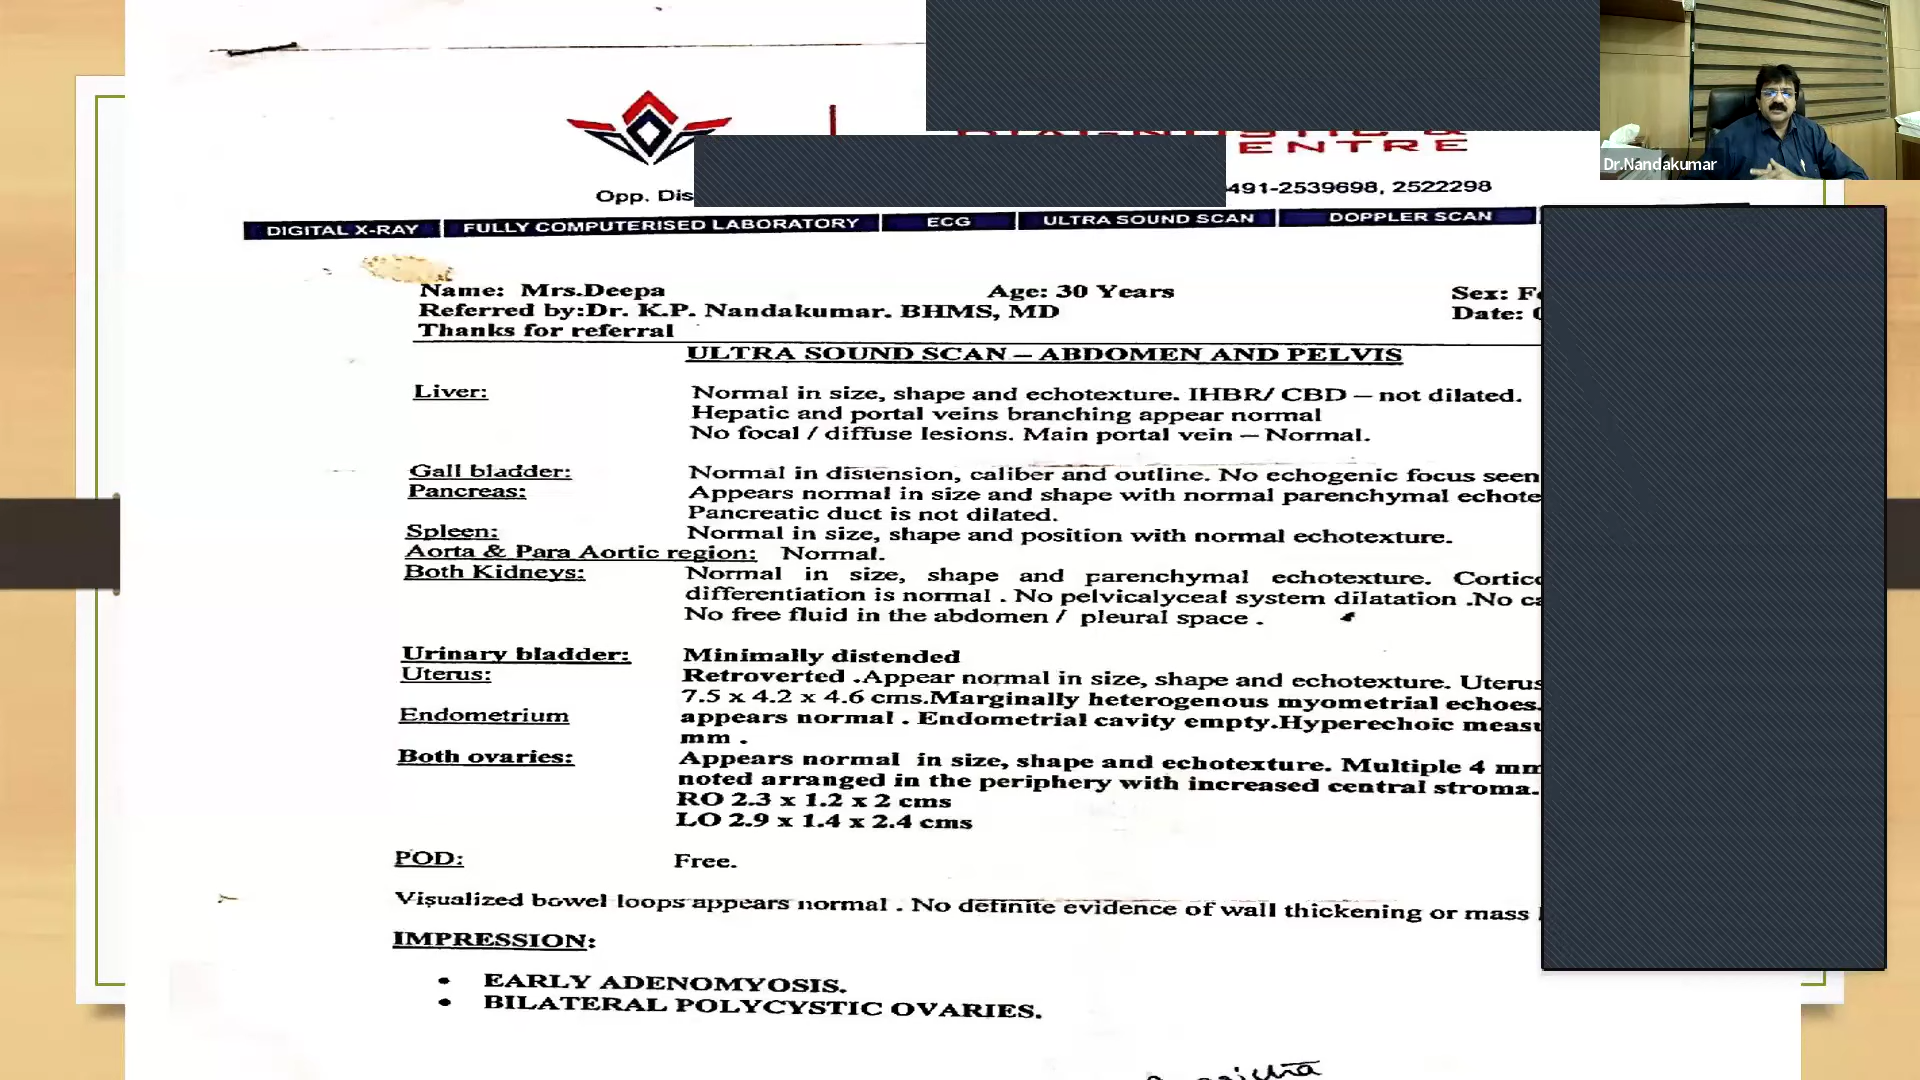 ENTRE
Opp. Dis
491-2539698, 2522298
DIGITAL X-RAY FULLY COMPUTERISED LABORATORY ECG ULTRA SOUND SCAN DOPPLER SCAN
Dr.Nandakumar
Name: Mrs.Deepa Age: 30 Years Sex: Fe
Referred by:Dr. K.P. Nandakumar. BHMS, MD Date: 0
Thanks for referral
ULTRA SOUND SCAN – ABDOMEN AND PELVIS
Liver: Normal in size, shape and echotexture. IHBR/ CBD – not dilated.
Hepatic and portal veins branching appear normal
No focal / diffuse lesions. Main portal vein – Normal.
Gall bladder: Normal in distension, caliber and outline. No echogenic focus seen
Pancreas: Appears normal in size and shape with normal parenchymal echote
Pancreatic duct is not dilated.
Spleen: Normal in size, shape and position with normal echotexture.
Aorta & Para Aortic region: Normal.
Both Kidneys: Normal in size, shape and parenchymal echotexture. Cortico
differentiation is normal . No pelvicalyceal system dilatation .No ca
No free fluid in the abdomen / pleural space .
Urinary bladder: Minimally distended
Uterus: Retroverted .Appear normal in size, shape and echotexture. Uterus
7.5 x 4.2 x 4.6 cms.Marginally heterogenous myometrial echoes.
Endometrium appears normal . Endometrial cavity empty.Hyperechoic measu
mm .
Both ovaries: Appears normal in size, shape and echotexture. Multiple 4 mm
noted arranged in the periphery with increased central stroma.
RO 2.3 x 1.2 x 2 cms
LO 2.9 x 1.4 x 2.4 cms
POD: Free.
Visualized bowel loops appears normal . No definite evidence of wall thickening or mass
IMPRESSION:
• EARLY ADENOMYOSIS.
• BILATERAL POLYCYSTIC OVARIES.